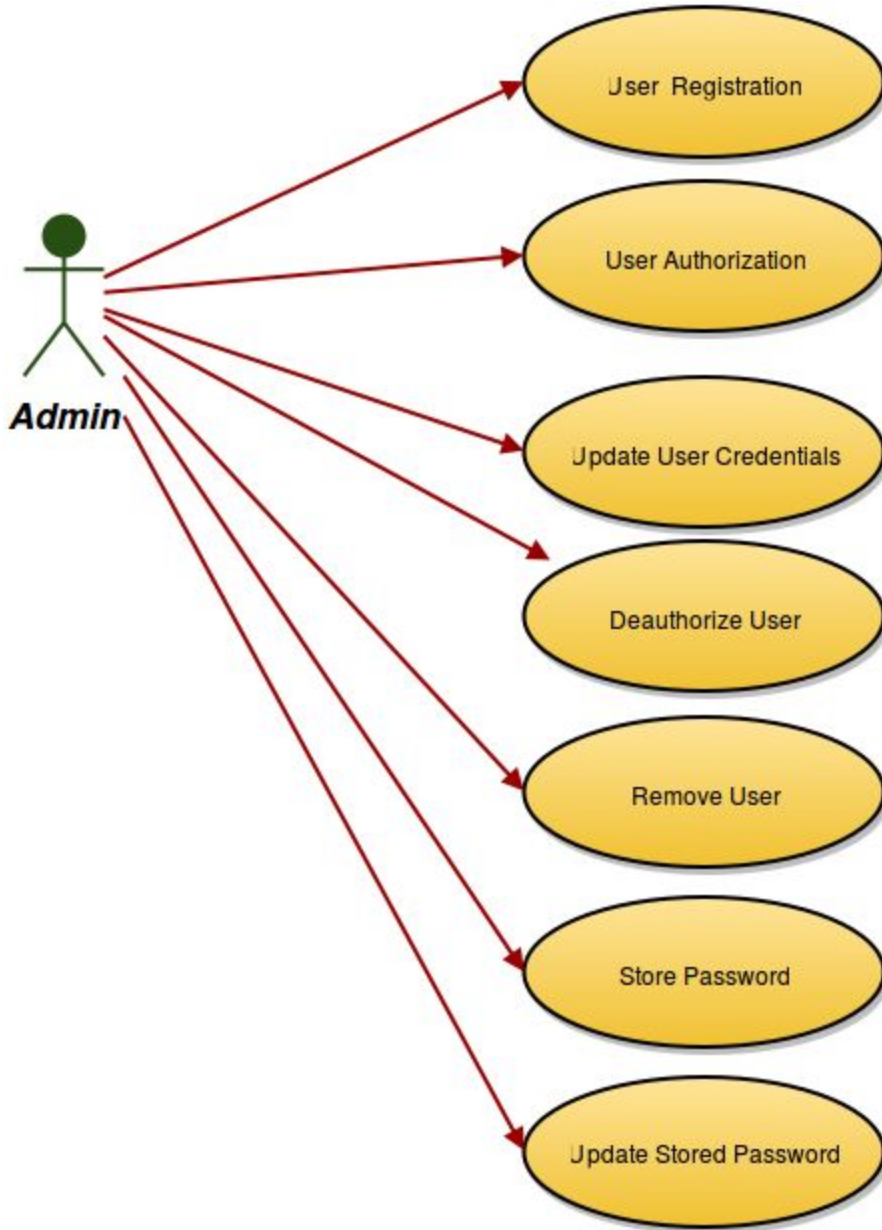 User Registration
User Authorization
Admin
Update User Credentials
Deauthorize User
Remove User
Store Password
Update Stored Password